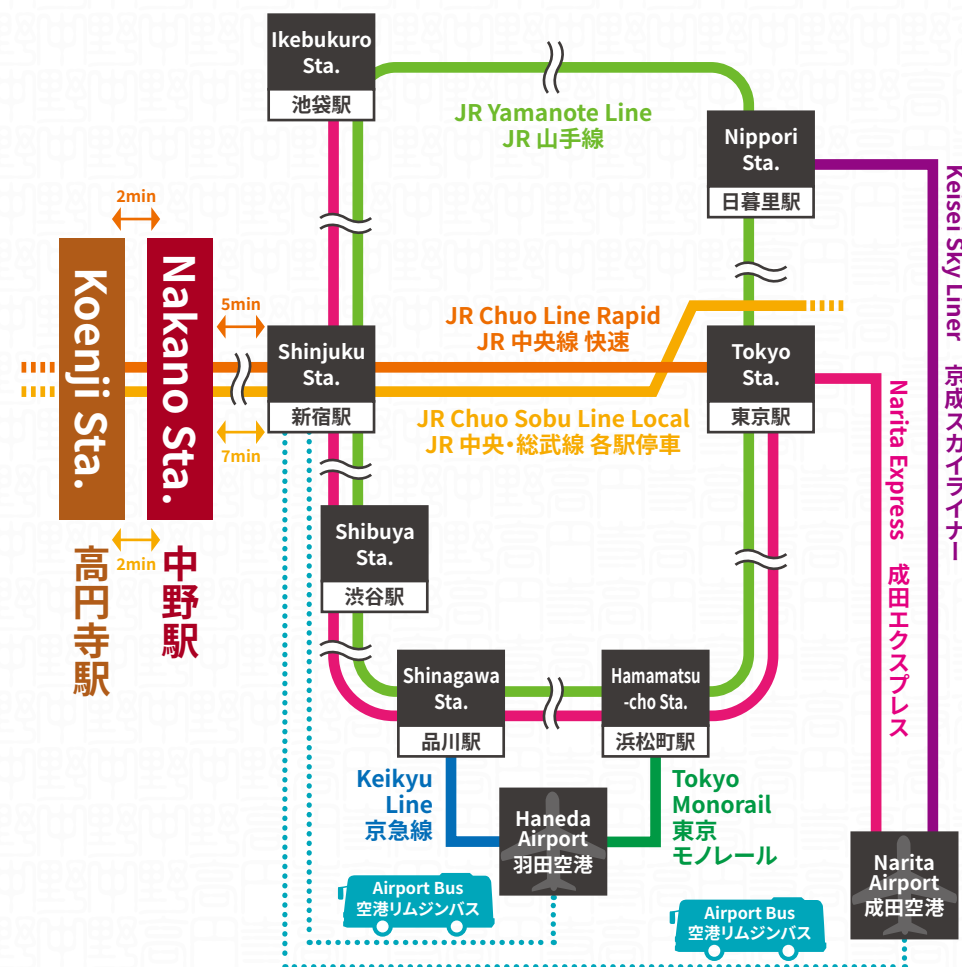 Ikebukuro
Sta.
池袋駅
JR Yamanote Line
JR 山手線
Nippori
Sta.
日暮里駅
Keisei Sky Liner 京成スカイライナー
2min
Koenji Sta.
高円寺駅
Nakano Sta.
中野駅
5min
7min
2min
Shinjuku
Sta.
新宿駅
JR Chuo Line Rapid
JR 中央線 快速
JR Chuo Sobu Line Local
JR 中央・総武線 各駅停車
Tokyo
Sta.
東京駅
Narita Express 成田エクスプレス
Shibuya
Sta.
渋谷駅
Shinagawa
Sta.
品川駅
Hamamatsu
-cho Sta.
浜松町駅
Keikyu
Line
京急線
Haneda
Airport
羽田空港
Tokyo
Monorail
東京
モノレール
Narita
Airport
成田空港
Airport Bus
空港リムジンバス
Airport Bus
空港リムジンバス